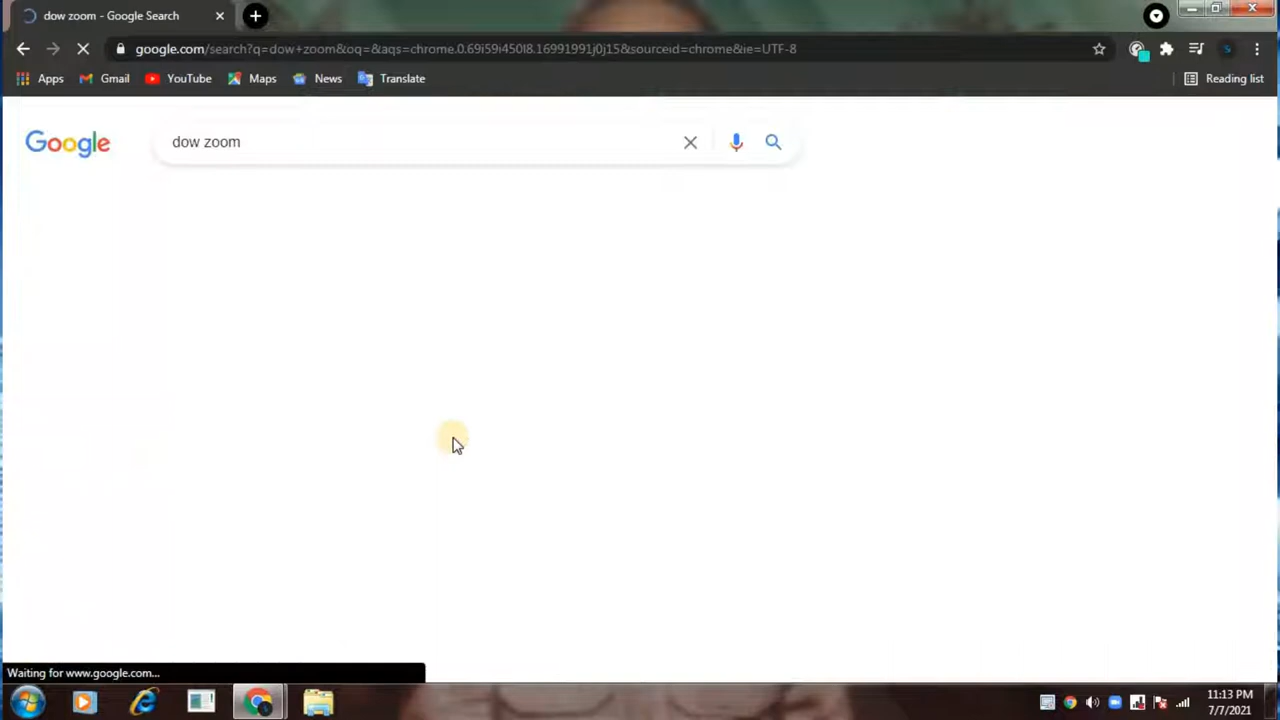 dow zoom - Google Search
google.com/search?q=dow+zoom&oq=&aqs=chrome.0.69i59i450l8.16991991j0j15&sourceid=chrome&ie=UTF-8
Apps Gmail YouTube Maps News Translate Reading list
Google dow zoom
Waiting for www.google.com...
11:13 PM
7/7/2021